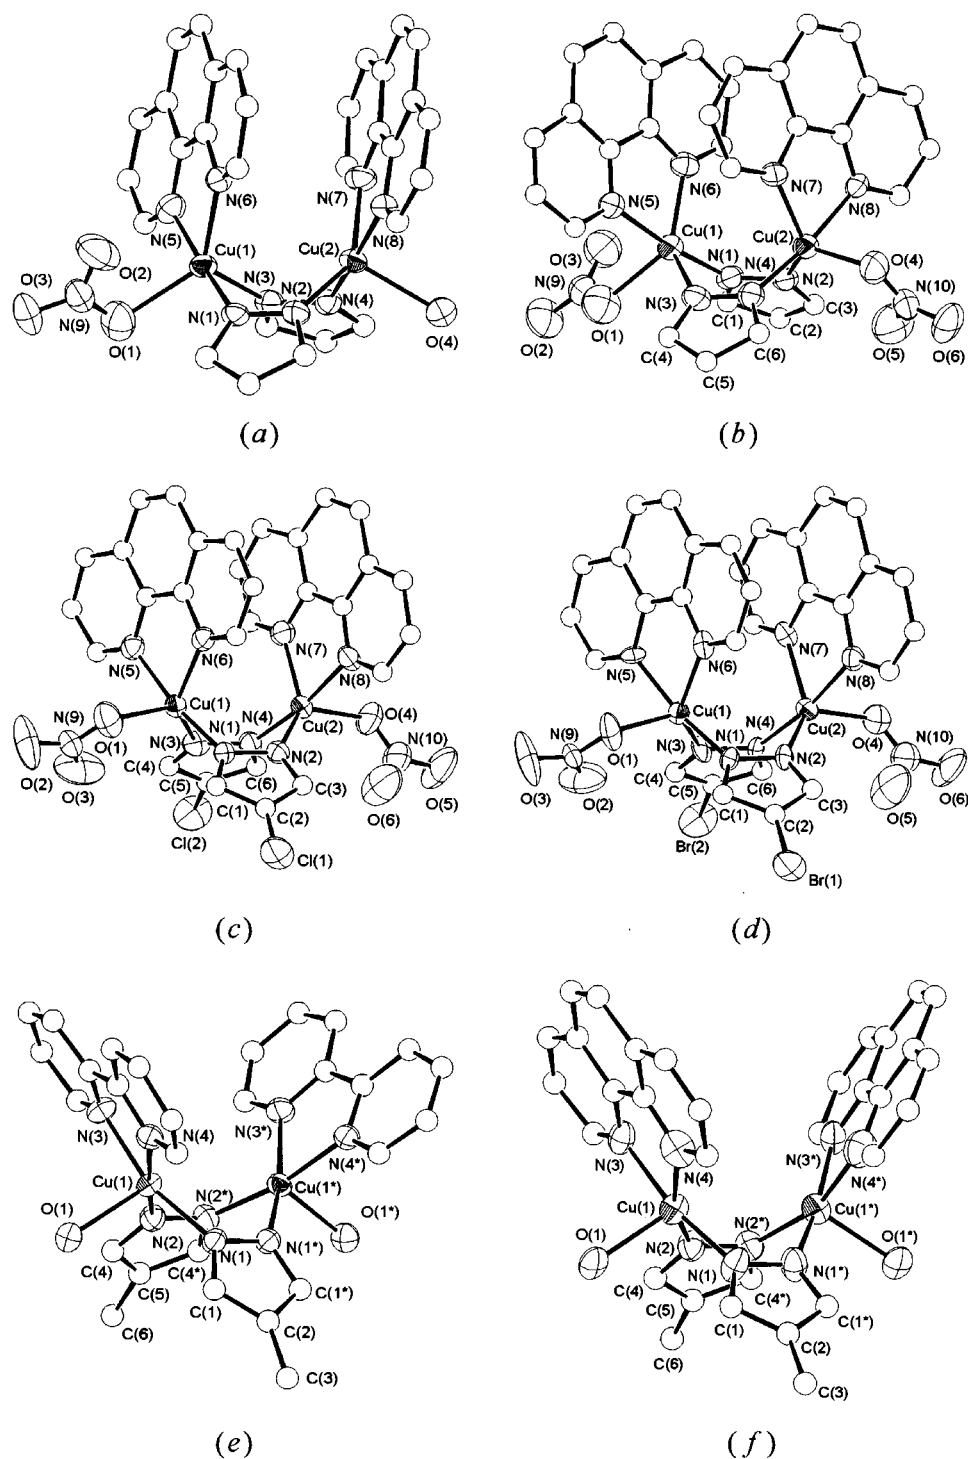 N(6)
N(7)
N(5)
Cu(1)
Cu(2)
N(8)
O(3)
O(2)
N(3)
N(2)
N(9)
N(1)
N(4)
O(1)
O(4)
(a)
N(6)
N(7)
N(5)
N(8)
Cu(1)
Cu(2)
O(3)
N(1)
N(4)
N(2)
O(4)
N(9)
N(3)
C(3)
N(10)
O(2)
O(1)
C(1)
C(2)
C(4)
C(6)
O(5)
O(6)
C(5)
(b)
N(5)
N(6)
N(7)
N(8)
Cu(1)
N(9)
N(4)
O(4)
O(1)
N(3)
N(1)
Cu(2)
N(10)
C(4)
N(2)
O(2)
O(3)
C(5)
C(6)
C(3)
O(5)
C(1)
C(2)
O(6)
Cl(2)
Cl(1)
(c)
N(5)
N(6)
N(7)
N(8)
Cu(1)
N(4)
Cu(2)
N(9)
O(1)
N(3)
N(1)
O(4)
N(10)
N(2)
C(4)
O(3)
O(2)
C(5)
C(6)
C(3)
O(6)
C(1)
C(2)
O(5)
Br(2)
Br(1)
(d)
N(3)
N(4)
N(3*)
N(4*)
Cu(1)
N(2*)
Cu(1*)
O(1)
O(1*)
N(2)
N(1)
N(1*)
C(4)
C(4*)
C(5)
C(1)
C(1*)
C(6)
C(2)
C(3)
(e)
N(3)
N(4)
N(3*)
N(4*)
Cu(1)
N(2*)
Cu(1*)
O(1)
O(1*)
N(2)
N(1)
N(1*)
C(4)
C(4*)
C(5)
C(1)
C(1*)
C(6)
C(2)
C(3)
(f)